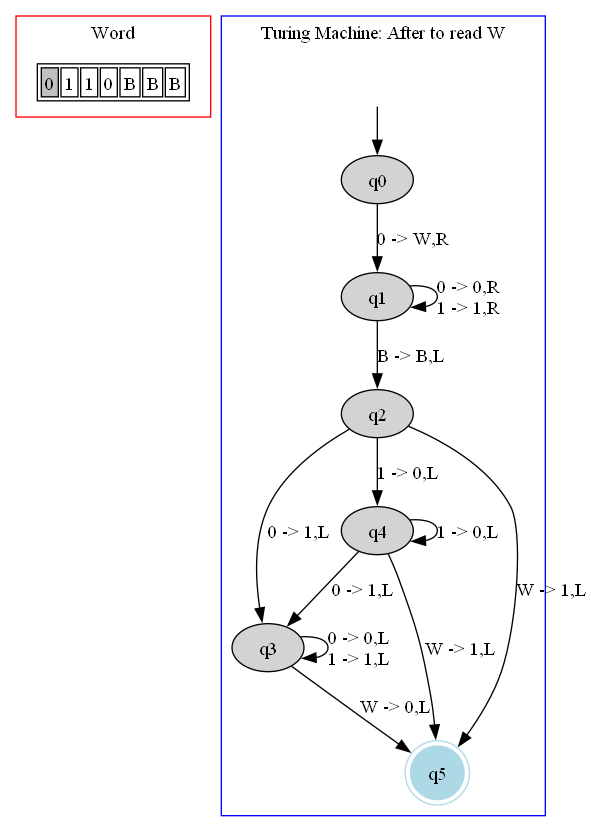 Word
0 1 1 0 B B B
Turing Machine: After to read W
q0
0 -> W,R
q1
0 -> 0,R
1 -> 1,R
B -> B,L
q2
1 -> 0,L
0 -> 1,L
q4
1 -> 0,L
0 -> 1,L
W -> 1,L
q3
0 -> 0,L
1 -> 1,L
W -> 1,L
W -> 0,L
q5